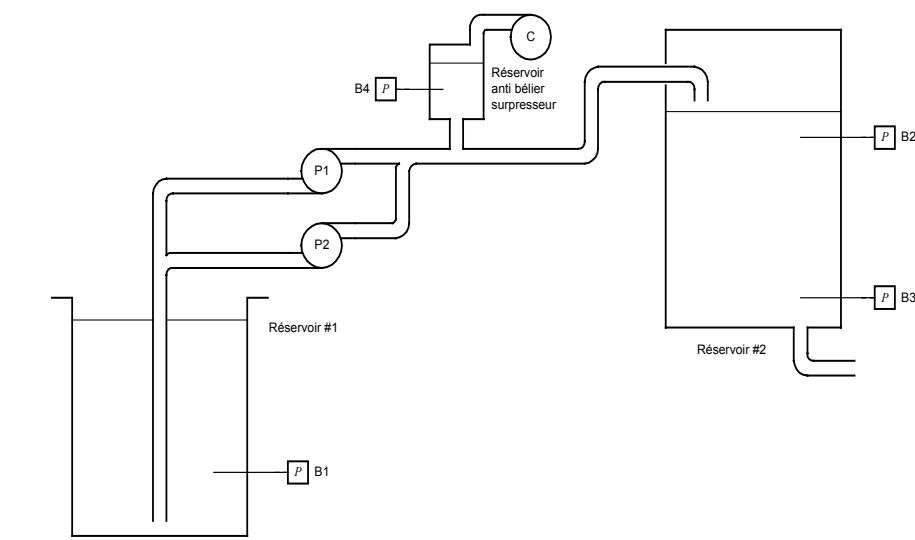 C
Réservoir
anti bélier
surpresseur
B4 P
P B2
P1
P2
P B3
Réservoir #1
Réservoir #2
P B1